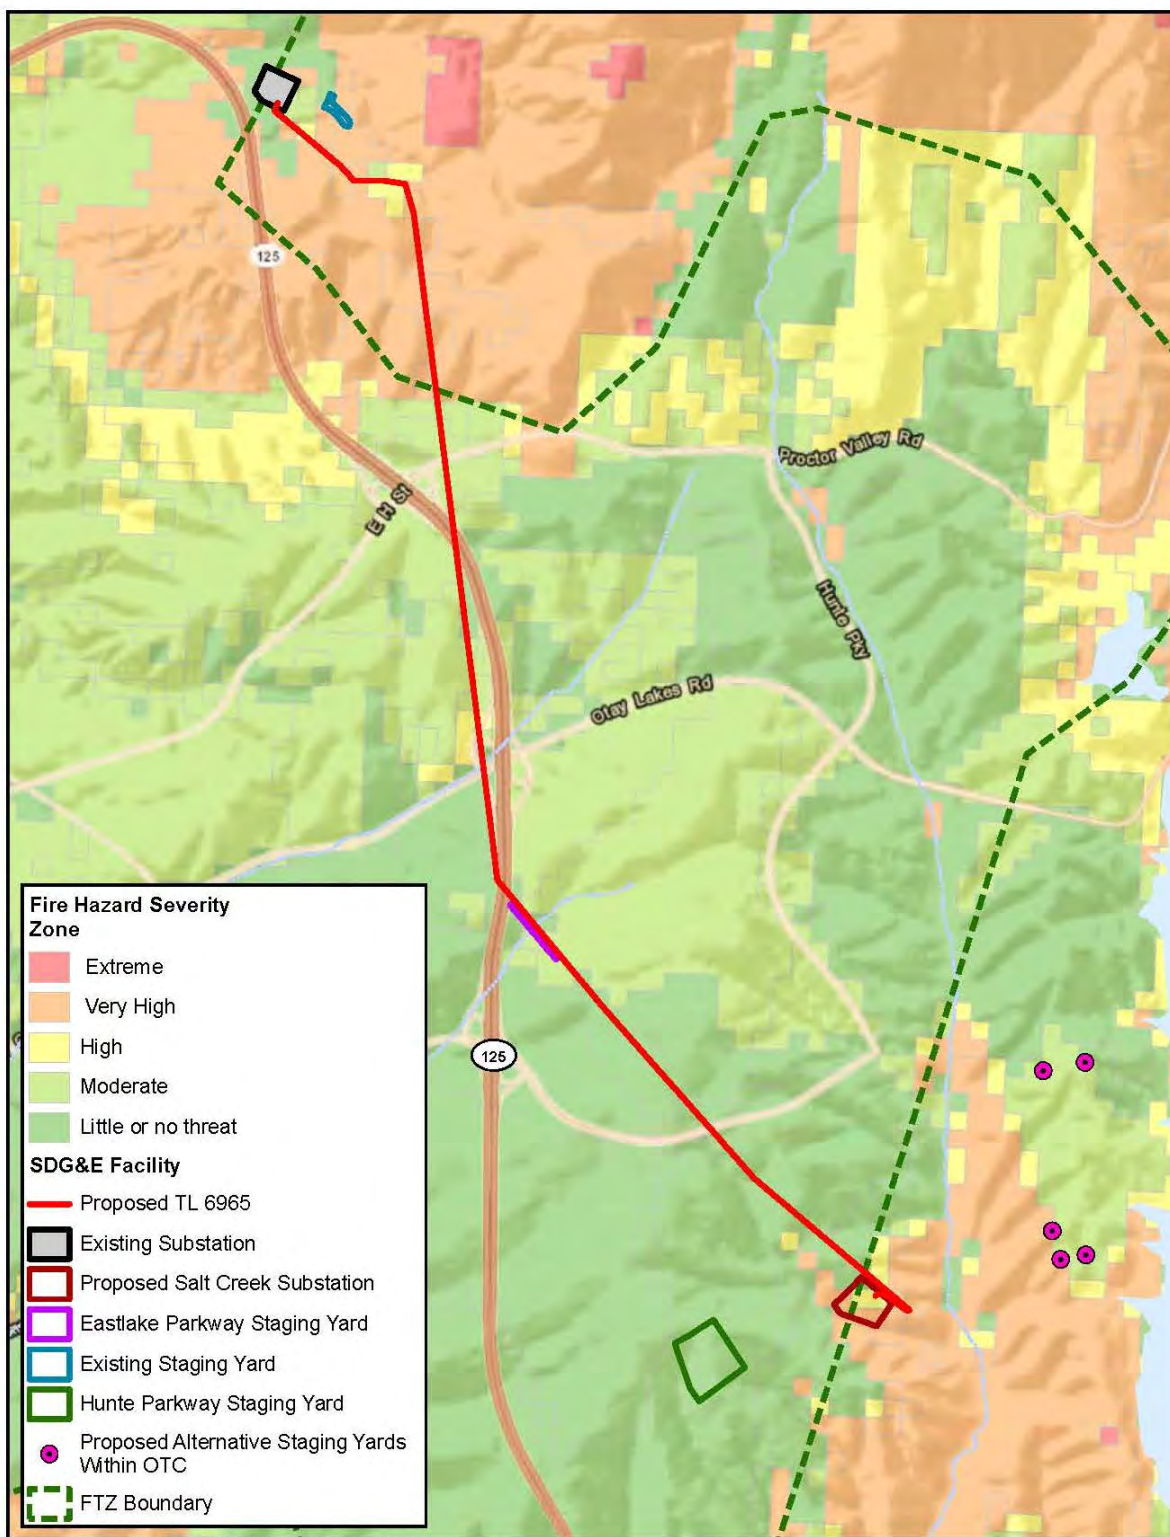 125
E H St
Proctor Valley Rd
Hunte Pky
Otay Lakes Rd
125
Fire Hazard Severity
Zone
Extreme
Very High
High
Moderate
Little or no threat
SDG&E Facility
Proposed TL 6965
Existing Substation
Proposed Salt Creek Substation
Eastlake Parkway Staging Yard
Existing Staging Yard
Hunte Parkway Staging Yard
Proposed Alternative Staging Yards
Within OTC
FTZ Boundary